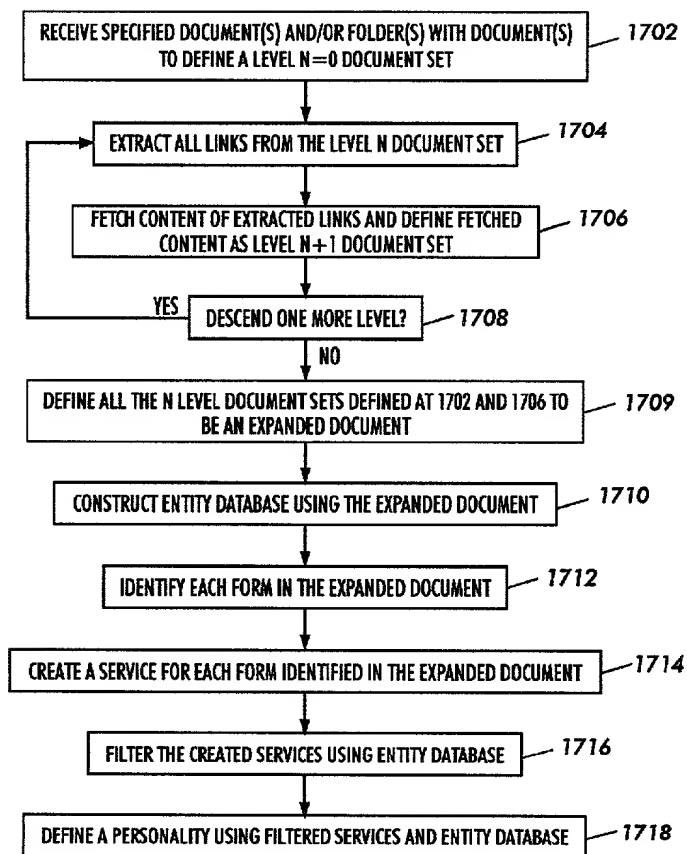 RECEIVE SPECIFIED DOCUMENT(S) AND/OR FOLDER(S) WITH DOCUMENT(S)
TO DEFINE A LEVEL N=0 DOCUMENT SET
1702
EXTRACT ALL LINKS FROM THE LEVEL N DOCUMENT SET
1704
FETCH CONTENT OF EXTRACTED LINKS AND DEFINE FETCHED
CONTENT AS LEVEL N+1 DOCUMENT SET
1706
YES
DESCEND ONE MORE LEVEL?
1708
NO
DEFINE ALL THE N LEVEL DOCUMENT SETS DEFINED AT 1702 AND 1706 TO
BE AN EXPANDED DOCUMENT
1709
CONSTRUCT ENTITY DATABASE USING THE EXPANDED DOCUMENT
1710
IDENTIFY EACH FORM IN THE EXPANDED DOCUMENT
1712
CREATE A SERVICE FOR EACH FORM IDENTIFIED IN THE EXPANDED DOCUMENT
1714
FILTER THE CREATED SERVICES USING ENTITY DATABASE
1716
DEFINE A PERSONALITY USING FILTERED SERVICES AND ENTITY DATABASE
1718